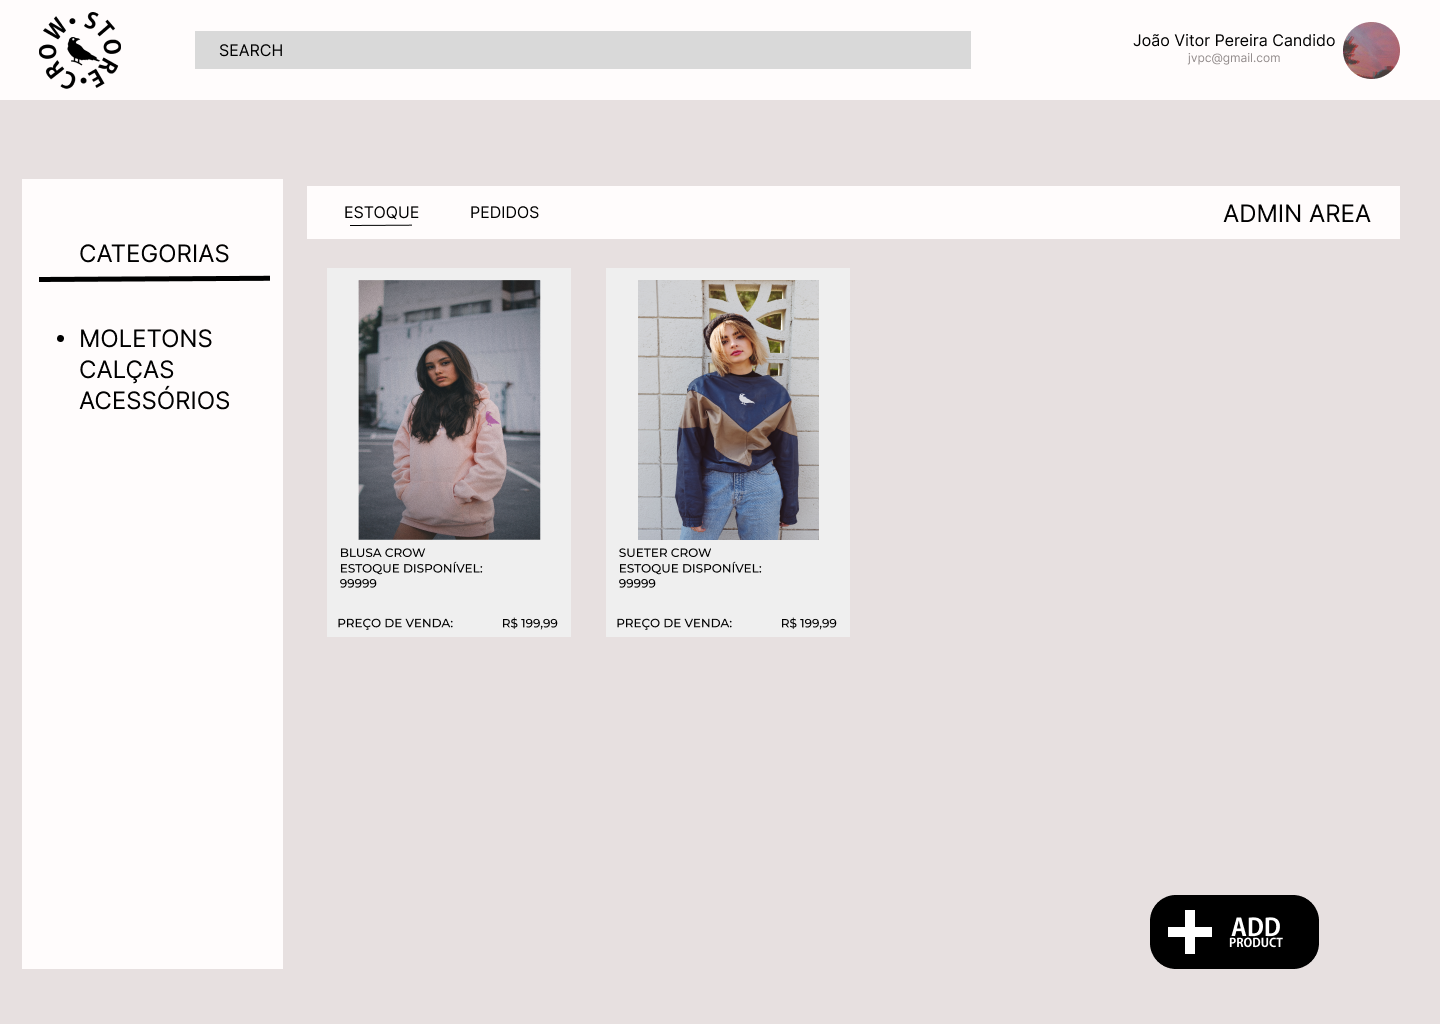 CROW • STORE •
SEARCH
João Vitor Pereira Candido
jvpc@gmail.com
CATEGORIAS
• MOLETONS
CALÇAS
ACESSÓRIOS
ESTOQUE PEDIDOS ADMIN AREA
BLUSA CROW
ESTOQUE DISPONÍVEL:
99999
PREÇO DE VENDA: R$ 199,99
SUETER CROW
ESTOQUE DISPONÍVEL:
99999
PREÇO DE VENDA: R$ 199,99
ADD
PRODUCT